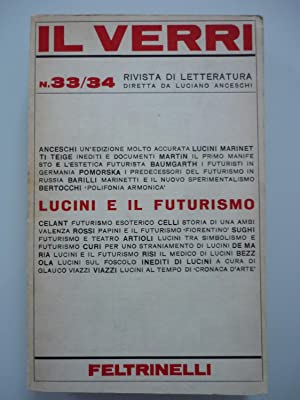 IL VERRI
N.33/34 RIVISTA DI LETTERATURA
DIRETTA DA LUCIANO ANCESCHI
ANCESCHI UN'EDIZIONE MOLTO ACCURATA LUCINI MARINET
TI TEIGE INEDITI E DOCUMENTI MARTIN IL PRIMO MANIFE
STO E L'ESTETICA FUTURISTA BAUMGARTH I FUTURISTI IN
GERMANIA POMORSKA I PREDECESSORI DEL FUTURISMO IN
RUSSIA BARILLI MARINETTI E IL NUOVO SPERIMENTALISMO
BERTOCCHI 'POLIFONIA ARMONICA'
LUCINI E IL FUTURISMO
CELANT FUTURISMO ESOTERICO CELLI STORIA DI UNA AMBI
VALENZA ROSSI PAPINI E IL FUTURISMO 'FIORENTINO' SUGHI
FUTURISMO E TEATRO ARTIOLI LUCINI TRA SIMBOLISMO E
FUTURISMO CURI PER UNO STRANIAMENTO DI LUCINI DE MA
RIA LUCINI E IL FUTURISMO RISI IL MEDICO DI LUCINI BEZZ
OLA LUCINI SUL FOSCOLO INEDITI DI LUCINI A CURA DI
GLAUCO VIAZZI VIAZZI LUCINI AL TEMPO DI 'CRONACA D'ARTE'
FELTRINELLI